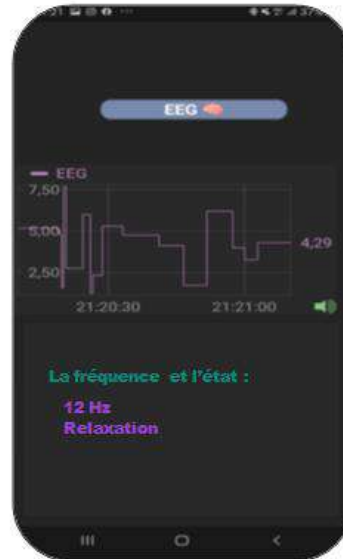 EEG
EEG
7,50
5,00
2,50
4,29
21:20:30 21:21:00
La fréquence et l'état :
12 Hz
Relaxation